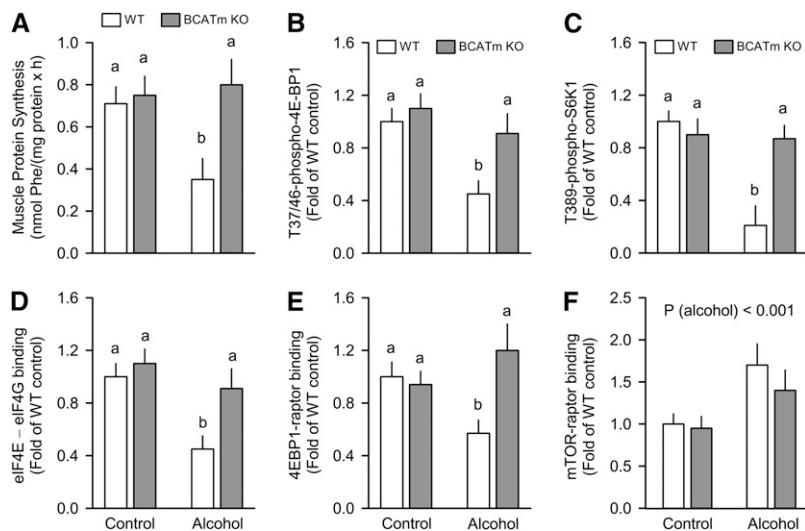 A
WT
BCATm KO
Muscle Protein Synthesis
(nmol Phe/(mg protein x h)
1.0
0.8
0.6
0.4
0.2
0.0
a
a
b
a
B
WT
BCATm KO
T37/46-phospho-4E-BP1
(Fold of WT control)
1.6
1.2
0.8
0.4
0.0
a
a
b
a
C
WT
BCATm KO
T389-phospho-S6K1
(Fold of WT control)
1.6
1.2
0.8
0.4
0.0
a
a
b
a
D
eIF4E – eIF4G binding
(Fold of WT control)
1.6
1.2
0.8
0.4
0.0
a
a
b
a
Control
Alcohol
E
4EBP1-raptor binding
(Fold of WT control)
1.6
1.2
0.8
0.4
0.0
a
a
b
a
Control
Alcohol
F
mTOR-raptor binding
(Fold of WT control)
2.5
2.0
1.5
1.0
0.5
0.0
P (alcohol) < 0.001
Control
Alcohol